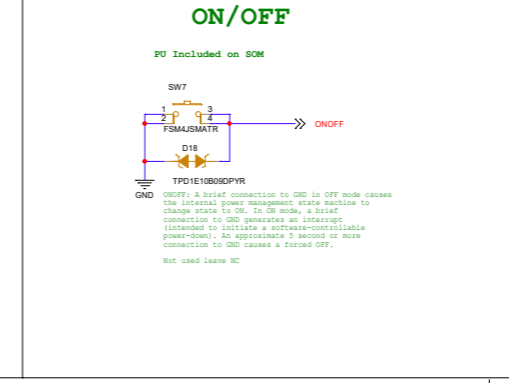 ON/OFF
PU Included on SOM
SW7
1
2
3
4
FSM4JSMATR
ONOFF
D18
TPD1E10B09DPYR
GND
ONOFF: A brief connection to GND in OFF mode causes
the internal power management state machine to
change state to ON. In ON mode, a brief
connection to GND generates an interrupt
(intended to initiate a software-controllable
power-down). An approximate 5 second or more
connection to GND causes a forced OFF.
Not used leave NC